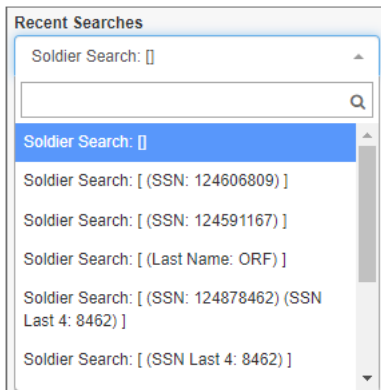 Recent Searches
Soldier Search: []
Soldier Search: []
Soldier Search: [ (SSN: 124606809) ]
Soldier Search: [ (SSN: 124591167) ]
Soldier Search: [ (Last Name: ORF) ]
Soldier Search: [ (SSN: 124878462) (SSN
Last 4: 8462) ]
Soldier Search: [ (SSN Last 4: 8462) ]